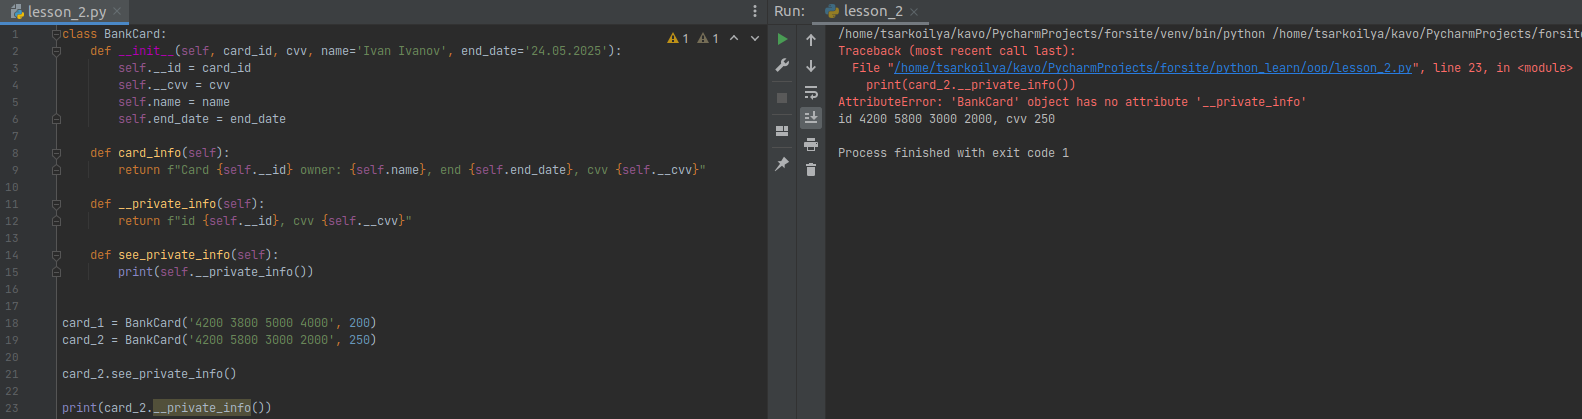 lesson_2.py
Run: lesson_2
1 class BankCard:
2     def __init__(self, card_id, cvv, name='Ivan Ivanov', end_date='24.05.2025'):
3         self.__id = card_id
4         self.__cvv = cvv
5         self.name = name
6         self.end_date = end_date
7
8     def card_info(self):
9         return f"Card {self.__id} owner: {self.name}, end {self.end_date}, cvv {self.__cvv}"
10
11     def __private_info(self):
12         return f"id {self.__id}, cvv {self.__cvv}"
13
14     def see_private_info(self):
15         print(self.__private_info())
16
17
18 card_1 = BankCard('4200 3800 5000 4000', 200)
19 card_2 = BankCard('4200 5800 3000 2000', 250)
20
21 card_2.see_private_info()
22
23 print(card_2.__private_info())
1 1
/home/tsarkoilya/kavo/PycharmProjects/forsite/venv/bin/python /home/tsarkoilya/kavo/PycharmProjects/forsite
Traceback (most recent call last):
  File "/home/tsarkoilya/kavo/PycharmProjects/forsite/python_learn/oop/lesson_2.py", line 23, in <module>
    print(card_2.__private_info())
AttributeError: 'BankCard' object has no attribute '__private_info'
id 4200 5800 3000 2000, cvv 250
Process finished with exit code 1